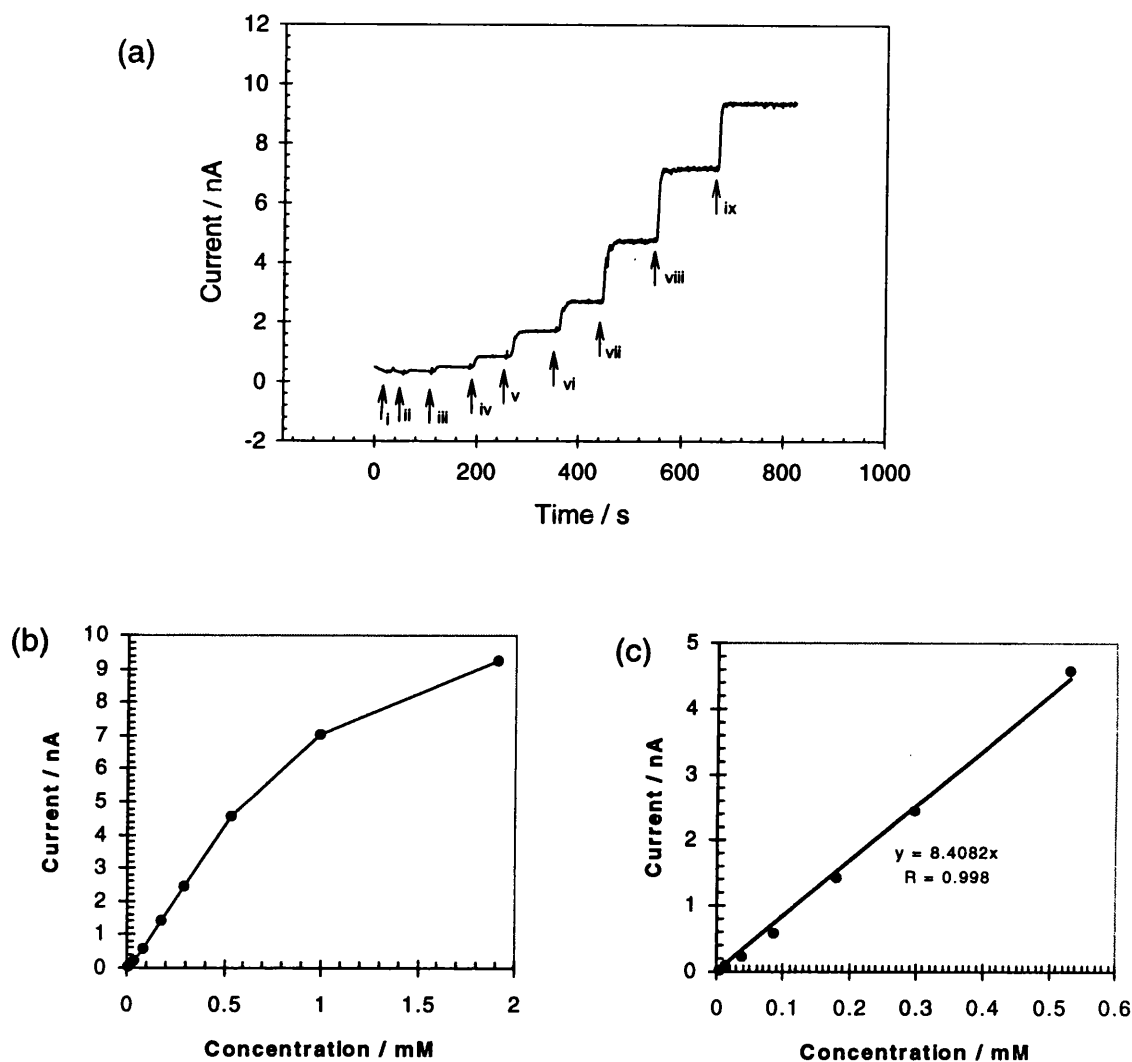 (a)
12
10
8
6
4
2
0
-2
Current / nA
i
ii
iii
iv
v
vi
vii
viii
ix
0 200 400 600 800 1000
Time / s
(b)
10
9
8
7
6
5
4
3
2
1
0
Current / nA
0 0.5 1 1.5 2
Concentration / mM
(c)
5
4
3
2
1
0
Current / nA
y = 8.4082x
R = 0.998
0 0.1 0.2 0.3 0.4 0.5 0.6
Concentration / mM